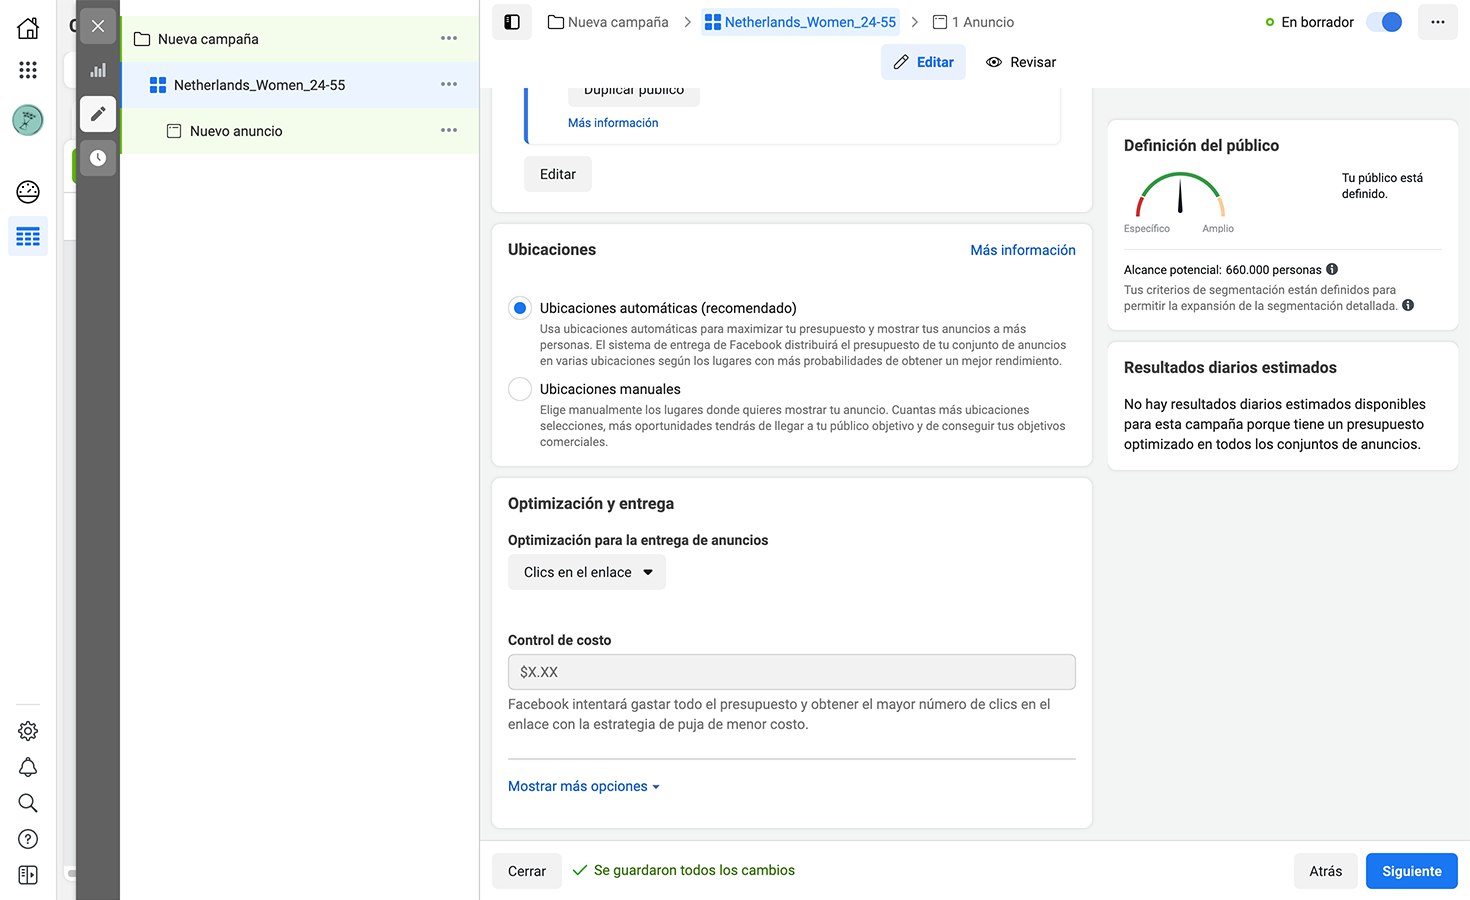 Nueva campaña
Netherlands_Women_24-55
Nuevo anuncio
Nueva campaña
Netherlands_Women_24-55
1 Anuncio
En borrador
Editar
Revisar
Duplicar público
Más información
Editar
Ubicaciones
Más información
Ubicaciones automáticas (recomendado)
Usa ubicaciones automáticas para maximizar tu presupuesto y mostrar tus anuncios a más
personas. El sistema de entrega de Facebook distribuirá el presupuesto de tu conjunto de anuncios
en varias ubicaciones según los lugares con más probabilidades de obtener un mejor rendimiento.
Ubicaciones manuales
Elige manualmente los lugares donde quieres mostrar tu anuncio. Cuantas más ubicaciones
selecciones, más oportunidades tendrás de llegar a tu público objetivo y de conseguir tus objetivos
comerciales.
Optimización y entrega
Optimización para la entrega de anuncios
Clics en el enlace
Control de costo
$X.XX
Facebook intentará gastar todo el presupuesto y obtener el mayor número de clics en el
enlace con la estrategia de puja de menor costo.
Mostrar más opciones
Definición del público
Tu público está
definido.
Específico
Amplio
Alcance potencial: 660.000 personas
Tus criterios de segmentación están definidos para
permitir la expansión de la segmentación detallada.
Resultados diarios estimados
No hay resultados diarios estimados disponibles
para esta campaña porque tiene un presupuesto
optimizado en todos los conjuntos de anuncios.
Cerrar
Se guardaron todos los cambios
Atrás
Siguiente